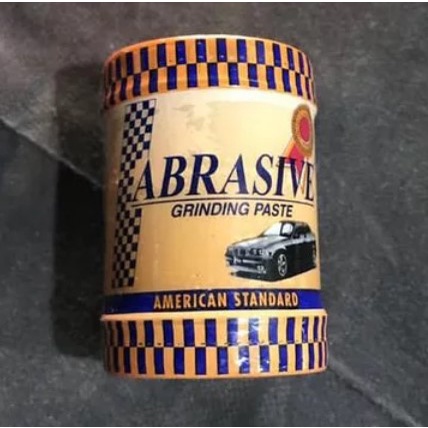 ABRASIVE
GRINDING PASTE
AMERICAN STANDARD